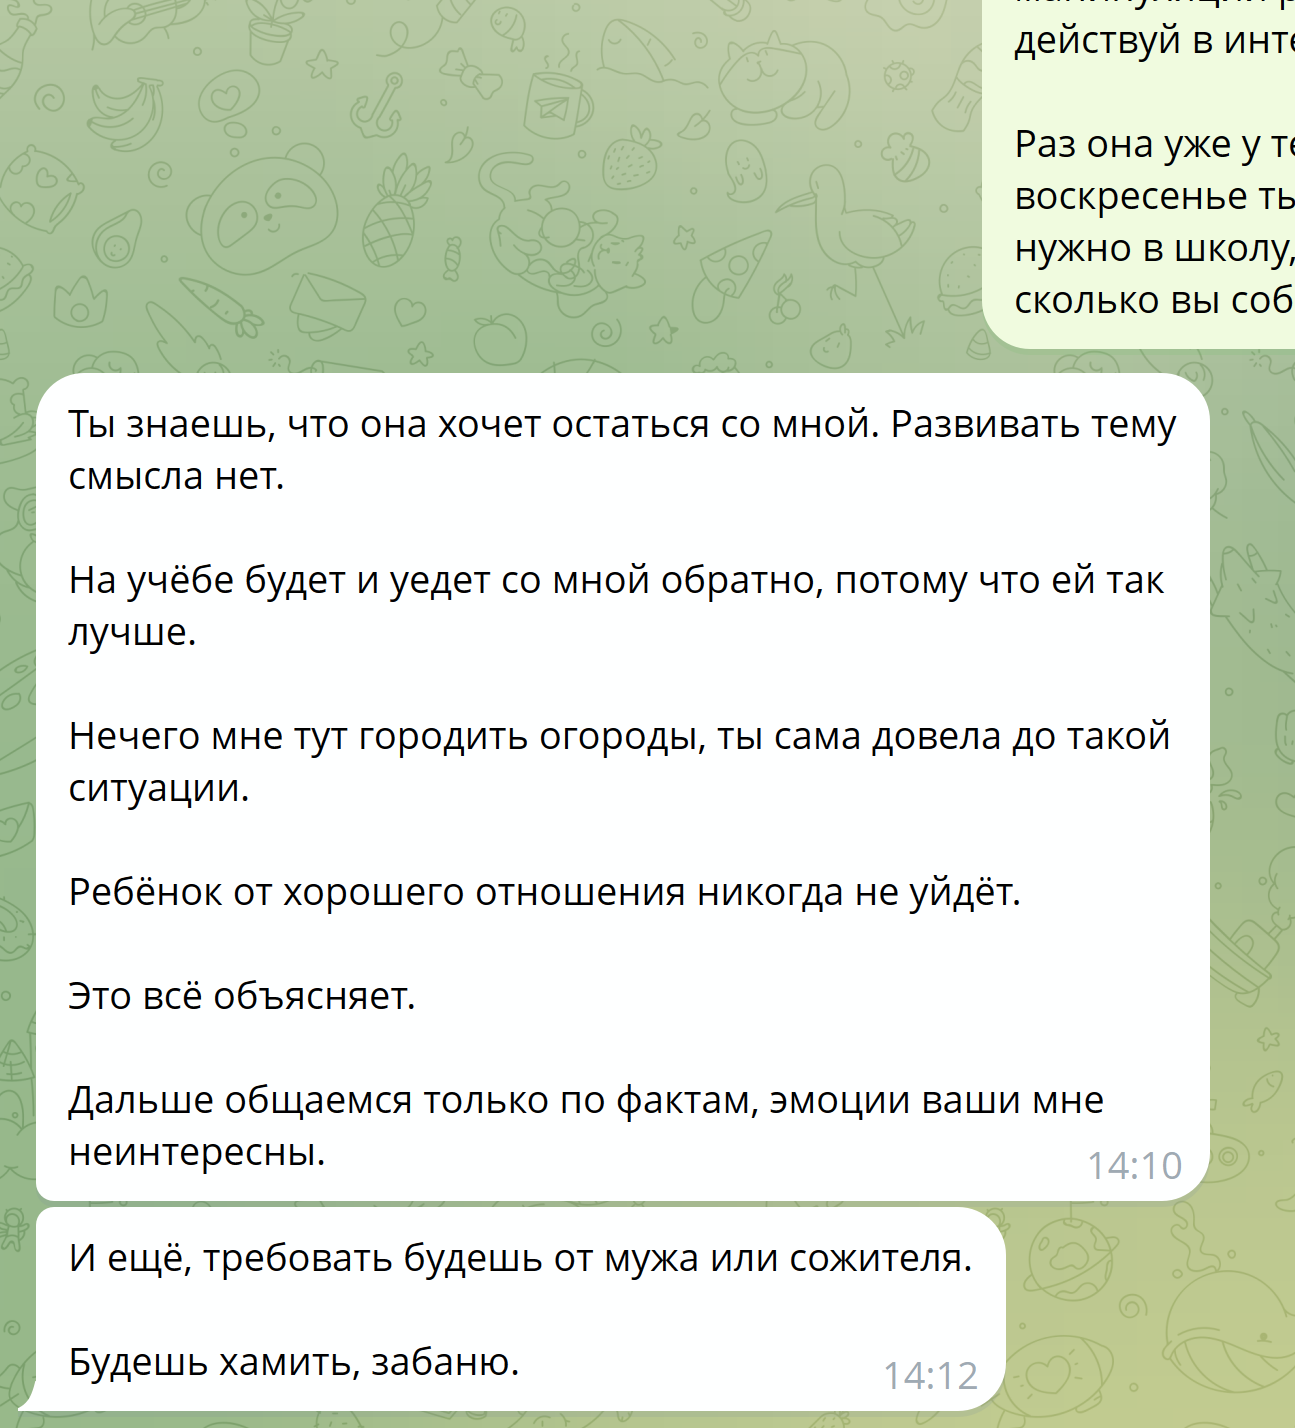 действуй в инте
Раз она уже у те
воскресенье ты
нужно в школу,
сколько вы соб
Ты знаешь, что она хочет остаться со мной. Развивать тему
смысла нет.
На учёбе будет и уедет со мной обратно, потому что ей так
лучше.
Нечего мне тут городить огороды, ты сама довела до такой
ситуации.
Ребёнок от хорошего отношения никогда не уйдёт.
Это всё объясняет.
Дальше общаемся только по фактам, эмоции ваши мне
неинтересны.
14:10
И ещё, требовать будешь от мужа или сожителя.
Будешь хамить, забаню.
14:12